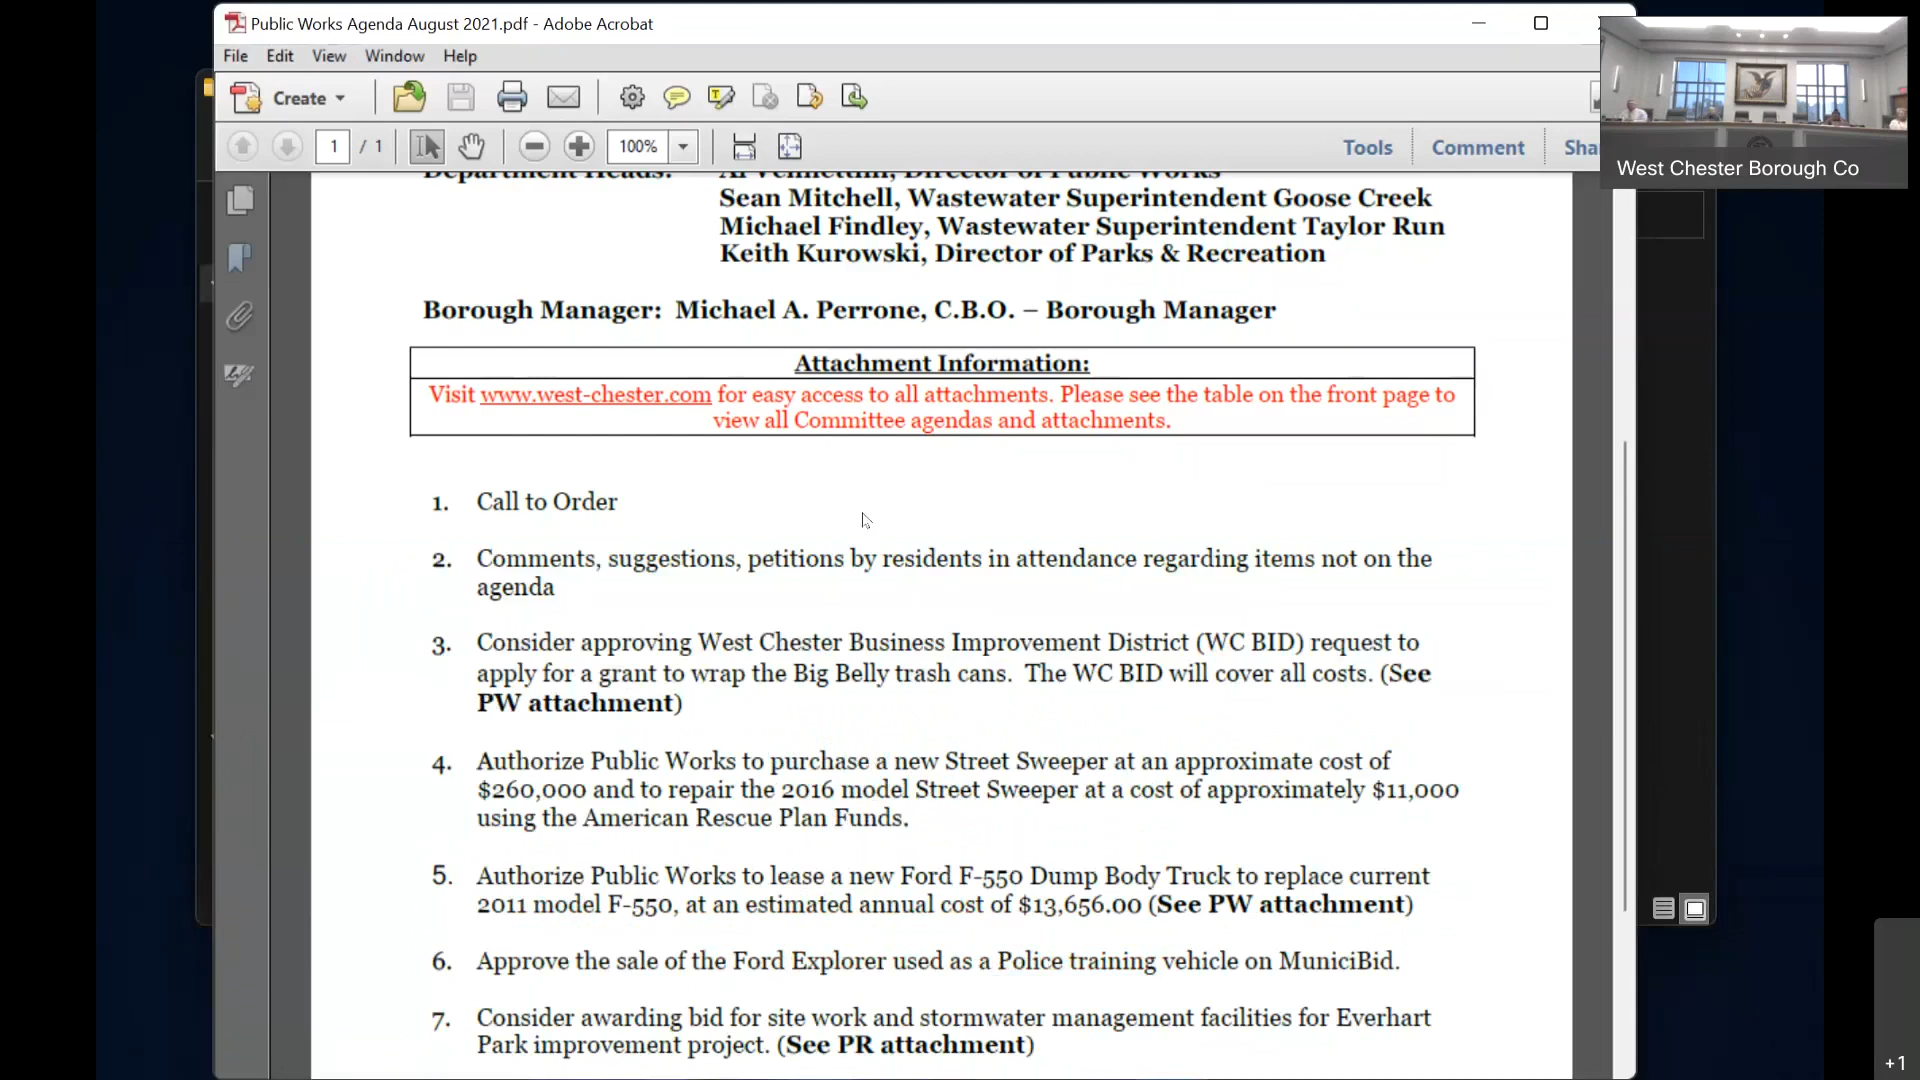 Public Works Agenda August 2021.pdf - Adobe Acrobat
File Edit View Window Help
Create
1 / 1 100% Tools Comment
West Chester Borough Co
Department Heads: Director of Public Works
Sean Mitchell, Wastewater Superintendent Goose Creek
Michael Findley, Wastewater Superintendent Taylor Run
Keith Kurowski, Director of Parks & Recreation
Borough Manager: Michael A. Perrone, C.B.O. – Borough Manager
Attachment Information:
Visit www.west-chester.com for easy access to all attachments. Please see the table on the front page to
view all Committee agendas and attachments.
1. Call to Order
2. Comments, suggestions, petitions by residents in attendance regarding items not on the
agenda
3. Consider approving West Chester Business Improvement District (WC BID) request to
apply for a grant to wrap the Big Belly trash cans. The WC BID will cover all costs. (See
PW attachment)
4. Authorize Public Works to purchase a new Street Sweeper at an approximate cost of
$260,000 and to repair the 2016 model Street Sweeper at a cost of approximately $11,000
using the American Rescue Plan Funds.
5. Authorize Public Works to lease a new Ford F-550 Dump Body Truck to replace current
2011 model F-550, at an estimated annual cost of $13,656.00 (See PW attachment)
6. Approve the sale of the Ford Explorer used as a Police training vehicle on MuniciBid.
7. Consider awarding bid for site work and stormwater management facilities for Everhart
Park improvement project. (See PR attachment)
+1